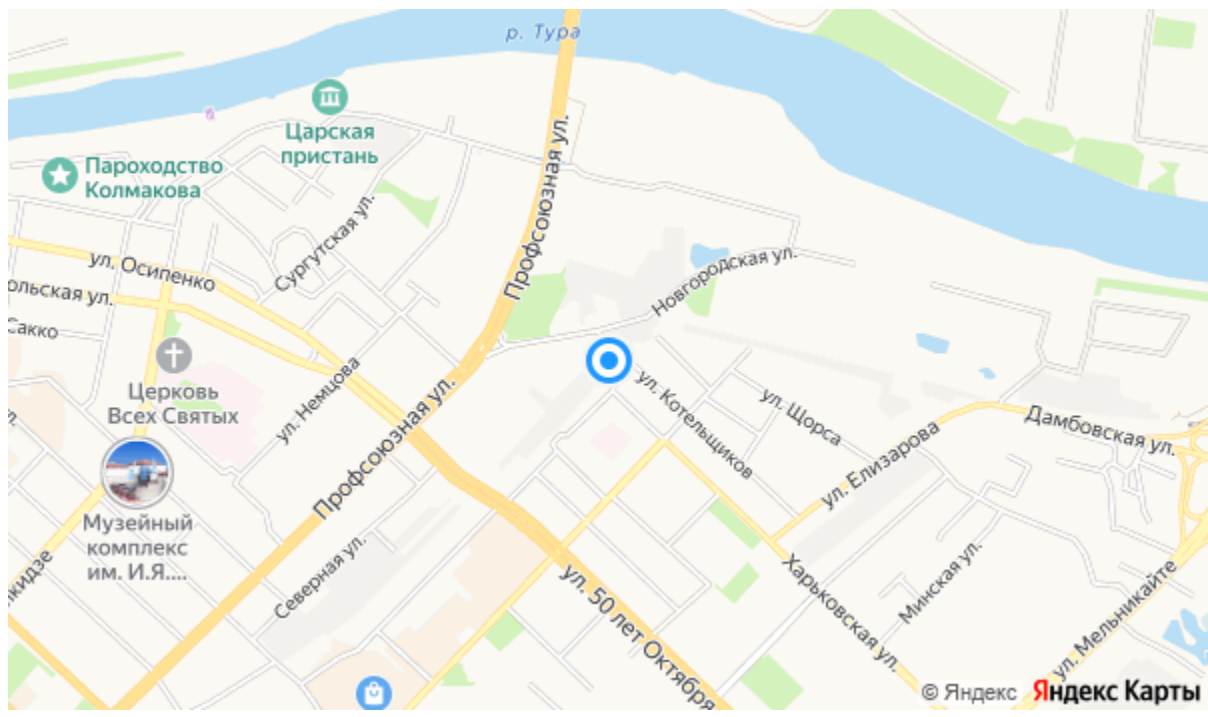 р. Тура
Царская
пристань
Пароходство
Колмакова
Профсоюзная ул.
Сургутская ул.
ул. Осипенко
Новгородская ул.
ольская ул.
Сакко
Церковь
Всех Святых
ул. Немцова
Профсоюзная ул.
ул. Котельщиков
ул. Щорса
Дамбовская ул.
ул. Елизарова
Музейный
комплекс
им. И.Я....
кидзе
Северная ул.
ул. 50 лет Октября
Харьковская ул.
Минская ул.
ул. Мельникайте
© Яндекс Яндекс Карты